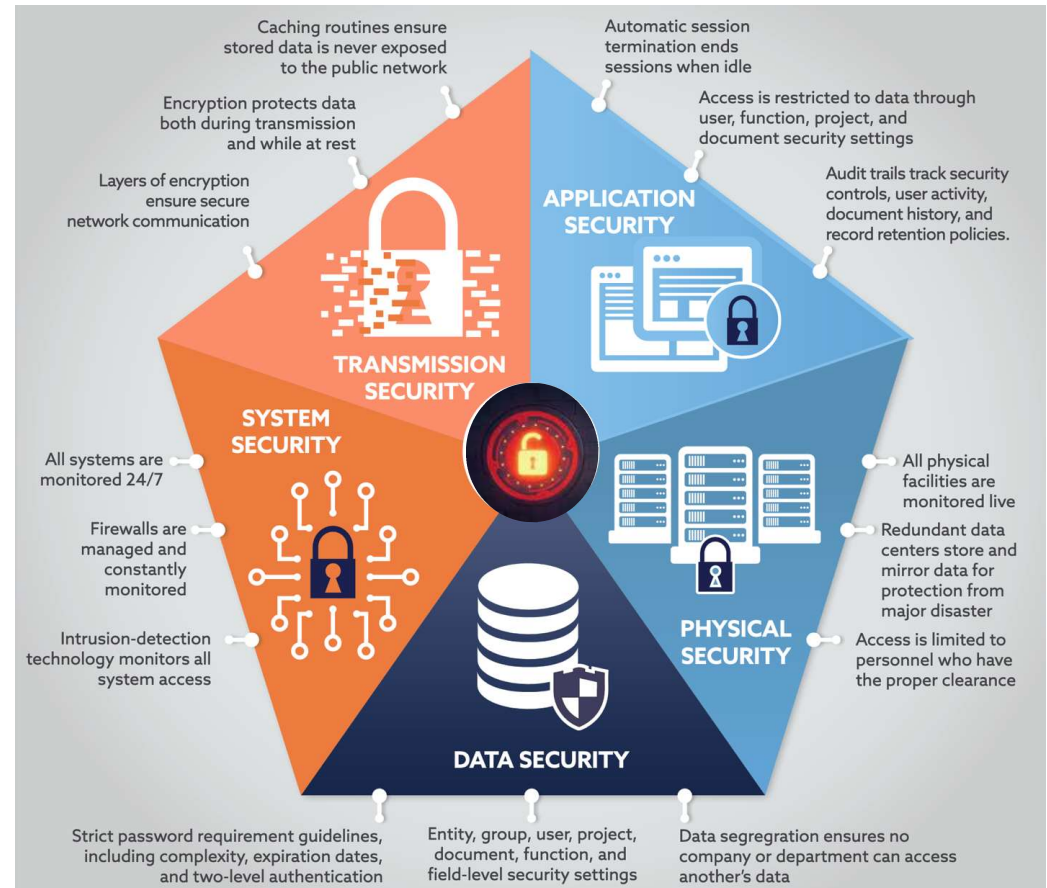 Caching routines ensure
stored data is never exposed
to the public network
Encryption protects data
both during transmission
and while at rest
Layers of encryption
ensure secure
network communication
Automatic session
termination ends
sessions when idle
Access is restricted to data through
user, function, project, and
document security settings
Audit trails track security
controls, user activity,
document history, and
record retention policies.
TRANSMISSION
SECURITY
APPLICATION
SECURITY
SYSTEM
SECURITY
All systems are
monitored 24/7
Firewalls are
managed and
constantly
monitored
Intrusion-detection
technology monitors all
system access
PHYSICAL
SECURITY
All physical
facilities are
monitored live
Redundant data
centers store and
mirror data for
protection from
major disaster
Access is limited to
personnel who have
the proper clearance
DATA SECURITY
Strict password requirement guidelines,
including complexity, expiration dates,
and two-level authentication
Entity, group, user, project,
document, function, and
field-level security settings
Data segregration ensures no
company or department can access
another's data